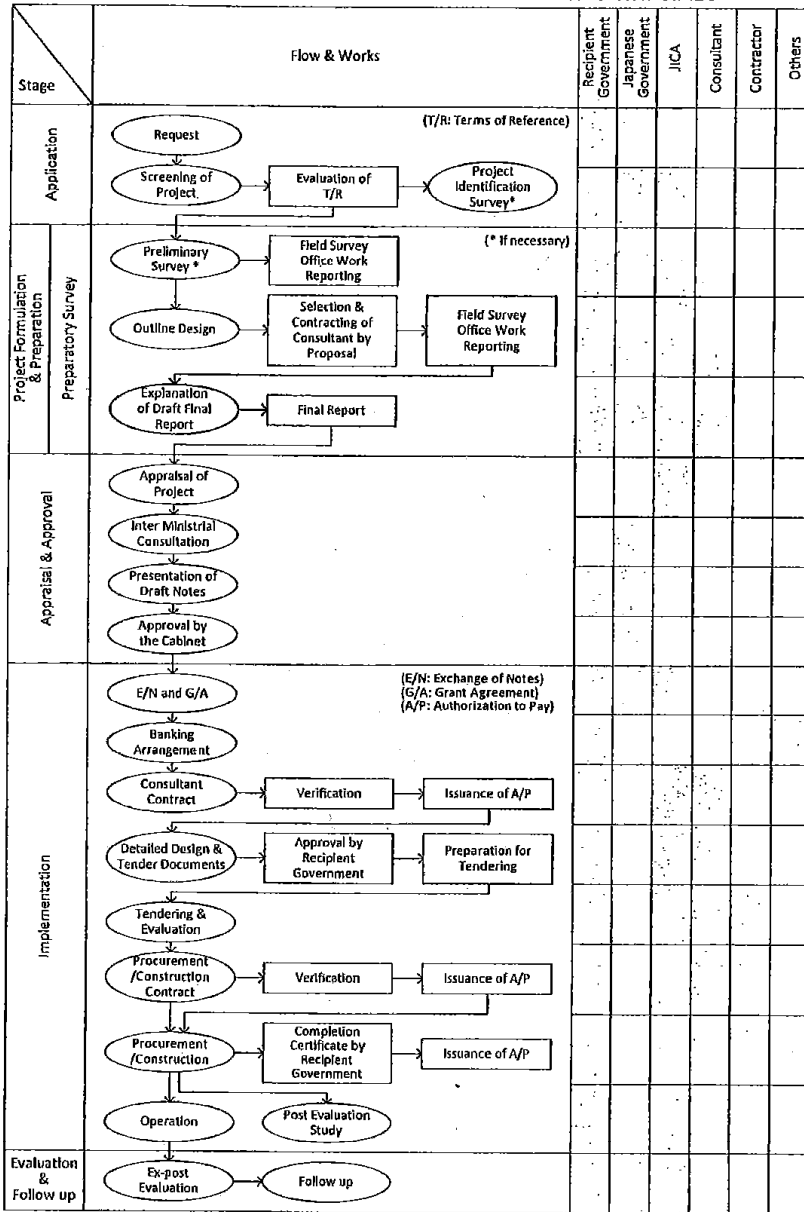 Stage
Flow & Works
Recipient
Government
Japanese
Government
JICA
Consultant
Contractor
Others
Application
(T/R: Terms of Reference)
Request
Screening of
Project
Evaluation of
T/R
Project
Identification
Survey*
Project Formulation
& Preparation
Preparatory Survey
(* if necessary)
Preliminary
Survey *
Field Survey
Office Work
Reporting
Outline Design
Selection &
Contracting of
Consultant by
Proposal
Field Survey
Office Work
Reporting
Explanation
of Draft Final
Report
Final Report
Appraisal & Approval
Appraisal of
Project
Inter Ministrial
Consultation
Presentation of
Draft Notes
Approval by
the Cabinet
Implementation
(E/N: Exchange of Notes)
(G/A: Grant Agreement)
(A/P: Authorization to Pay)
E/N and G/A
Banking
Arrangement
Consultant
Contract
Verification
Issuance of A/P
Detailed Design &
Tender Documents
Approval by
Recipient
Government
Preparation for
Tendering
Tendering &
Evaluation
Procurement
/Construction
Contract
Verification
Issuance of A/P
Procurement
/Construction
Completion
Certificate by
Recipient
Government
Issuance of A/P
Operation
Post Evaluation
Study
Evaluation
&
Follow up
Ex-post
Evaluation
Follow up